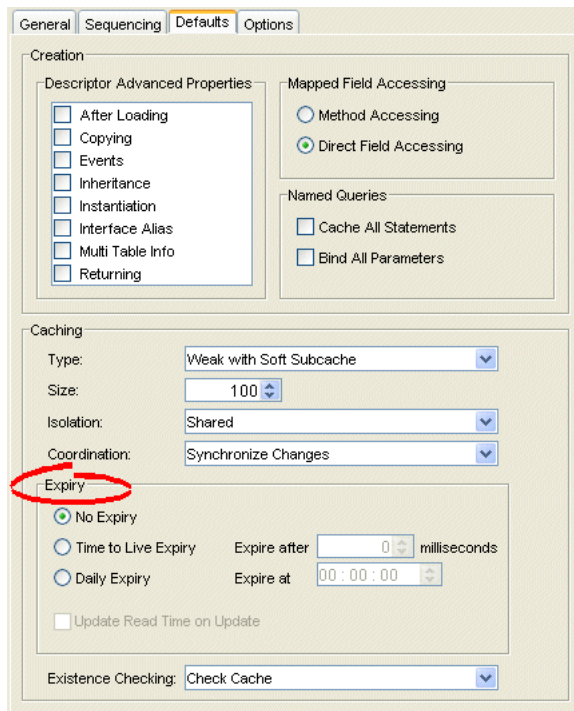 General Sequencing Defaults Options
Creation
Descriptor Advanced Properties
After Loading
Copying
Events
Inheritance
Instantiation
Interface Alias
Multi Table Info
Returning
Mapped Field Accessing
Method Accessing
Direct Field Accessing
Named Queries
Cache All Statements
Bind All Parameters
Caching
Type: Weak with Soft Subcache
Size: 100
Isolation: Shared
Coordination: Synchronize Changes
Expiry
No Expiry
Time to Live Expiry Expire after 0 milliseconds
Daily Expiry Expire at 00:00:00
Update Read Time on Update
Existence Checking: Check Cache